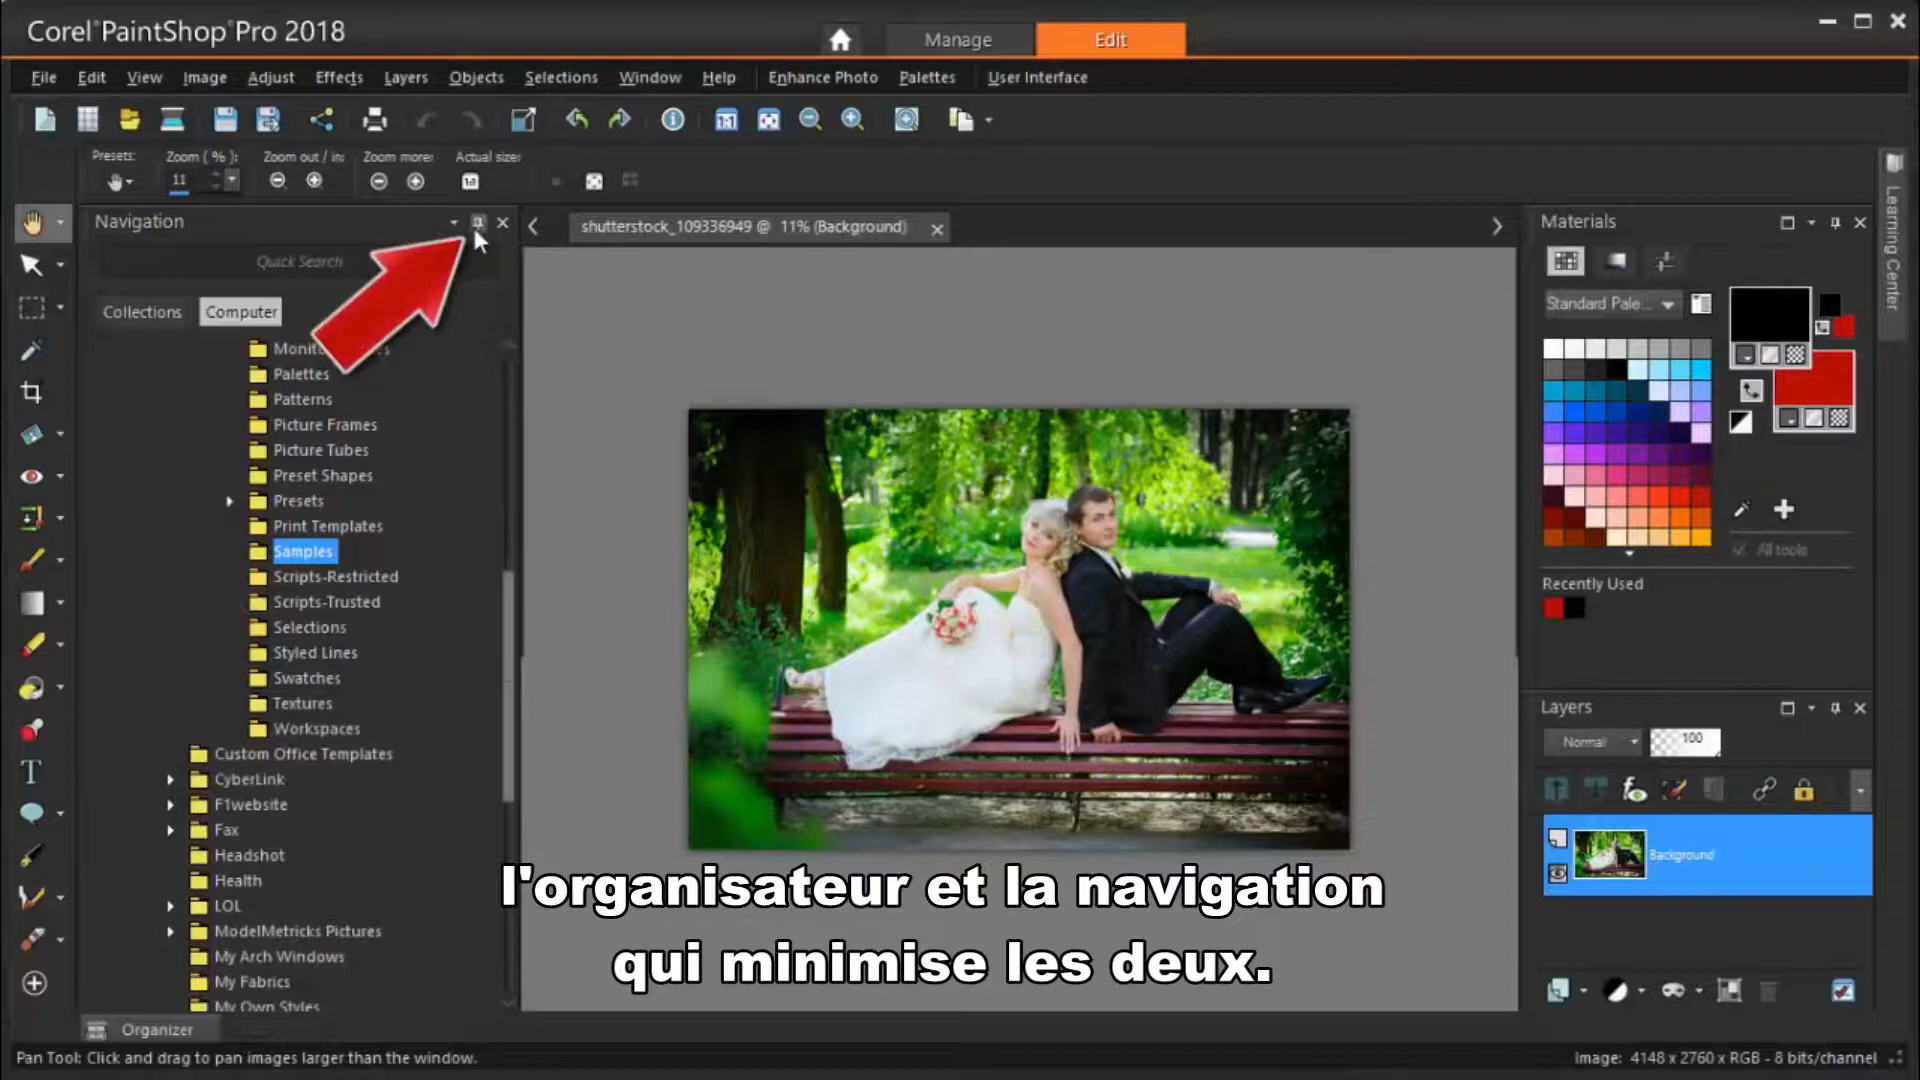 Corel PaintShop Pro 2018
Manage
Edit
File Edit View Image Adjust Effects Layers Objects Selections Window Help Enhance Photo Palettes User Interface
Presets: Zoom ( % ): Zoom out / in: Zoom more: Actual size:
11
Navigation
shutterstock_109336949 @ 11% (Background)
Materials
Learning Center
Quick Search
Collections
Computer
Standard Pale...
Palettes
Patterns
Picture Frames
Picture Tubes
Preset Shapes
Presets
Print Templates
Samples
Scripts-Restricted
Scripts-Trusted
Selections
Styled Lines
Swatches
Textures
Workspaces
Custom Office Templates
CyberLink
F1website
Fax
Headshot
Health
LOL
ModelMetricks Pictures
My Arch Windows
My Fabrics
My Own Styles
All tools
Recently Used
Layers
Normal
100
Background
l'organisateur et la navigation
qui minimise les deux.
Organizer
Pan Tool: Click and drag to pan images larger than the window.
Image: 4148 x 2760 x RGB - 8 bits/channel